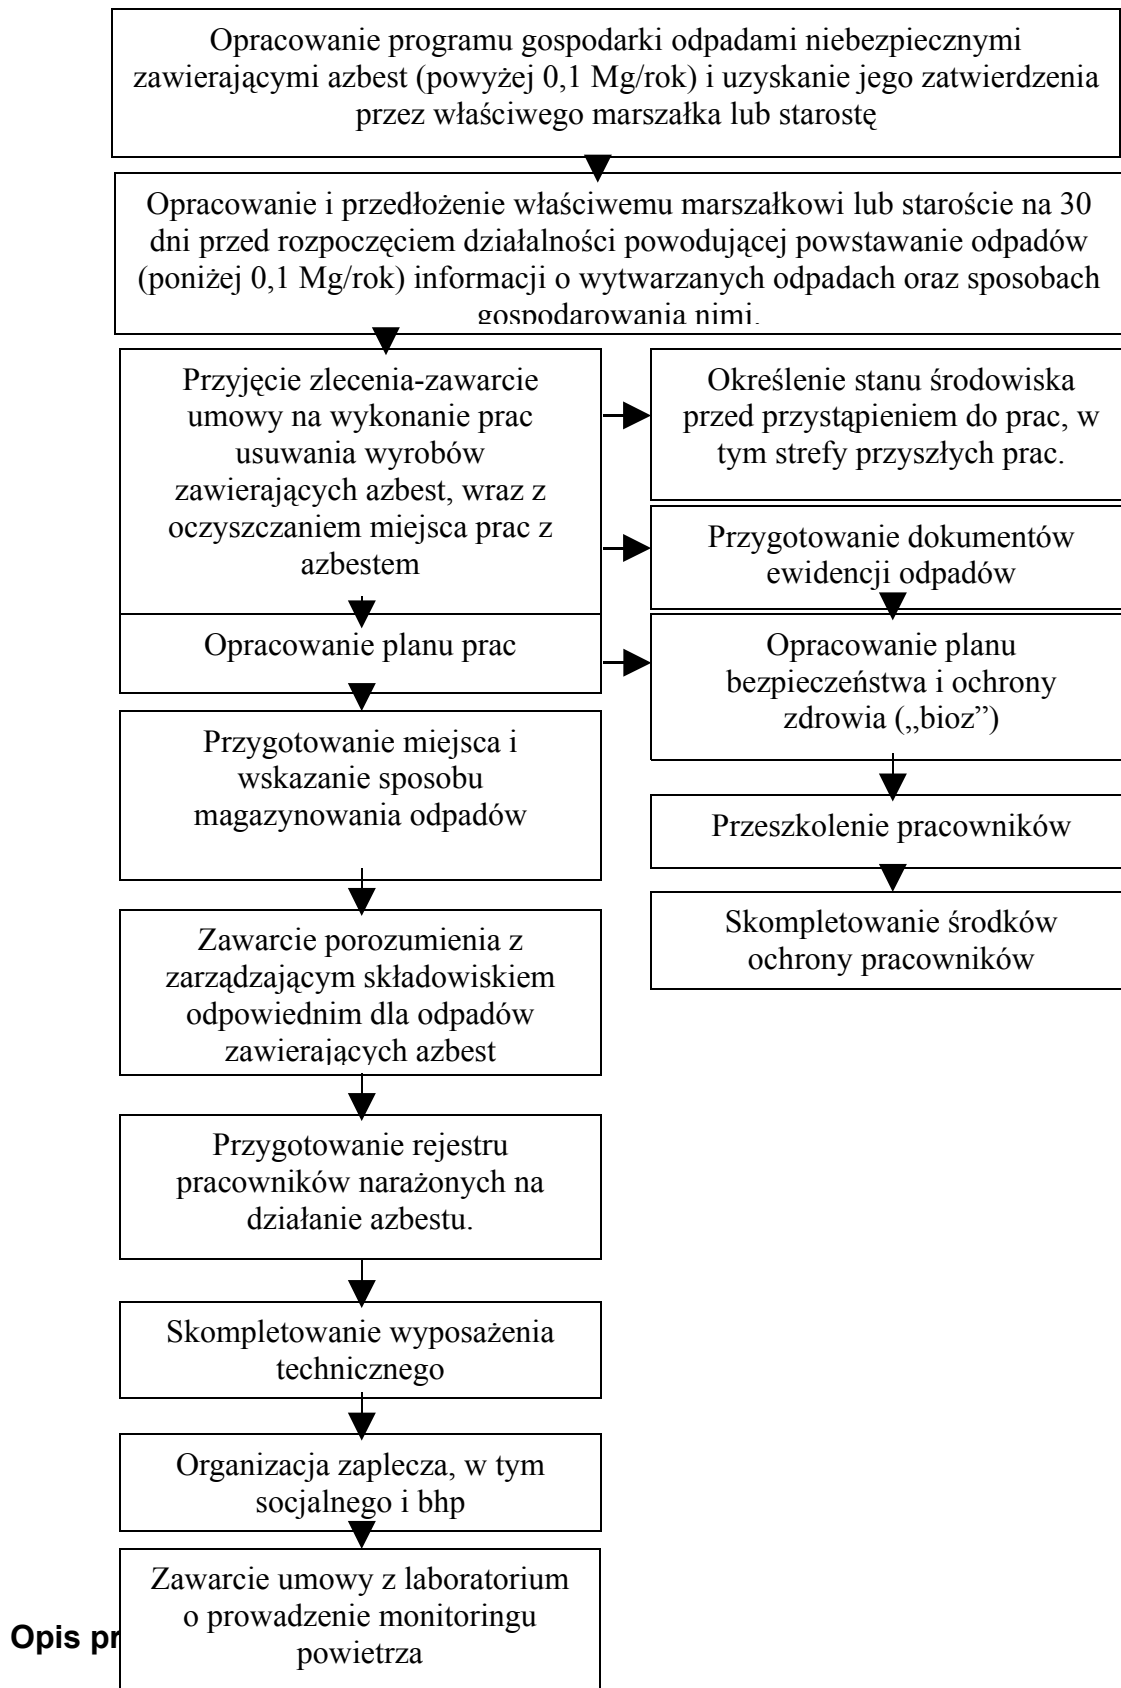 Opracowanie programu gospodarki odpadami niebezpiecznymi
zawierającymi azbest (powyżej 0,1 Mg/rok) i uzyskanie jego zatwierdzenia
przez właściwego marszałka lub starostę
Opracowanie i przedłożenie właściwemu marszałkowi lub staroście na 30
dni przed rozpoczęciem działalności powodującej powstawanie odpadów
(poniżej 0,1 Mg/rok) informacji o wytwarzanych odpadach oraz sposobach
gospodarowania nimi.
Przyjęcie zlecenia-zawarcie
umowy na wykonanie prac
usuwania wyrobów
zawierających azbest, wraz z
oczyszczaniem miejsca prac z
azbestem
Określenie stanu środowiska
przed przystąpieniem do prac, w
tym strefy przyszłych prac.
Przygotowanie dokumentów
ewidencji odpadów
Opracowanie planu prac
Opracowanie planu
bezpieczeństwa i ochrony
zdrowia („bioz”)
Przygotowanie miejsca i
wskazanie sposobu
magazynowania odpadów
Przeszkolenie pracowników
Skompletowanie środków
ochrony pracowników
Zawarcie porozumienia z
zarządzającym składowiskiem
odpowiednim dla odpadów
zawierających azbest
Przygotowanie rejestru
pracowników narażonych na
działanie azbestu.
Skompletowanie wyposażenia
technicznego
Organizacja zaplecza, w tym
socjalnego i bhp
Zawarcie umowy z laboratorium
o prowadzenie monitoringu
powietrza
Opis pr